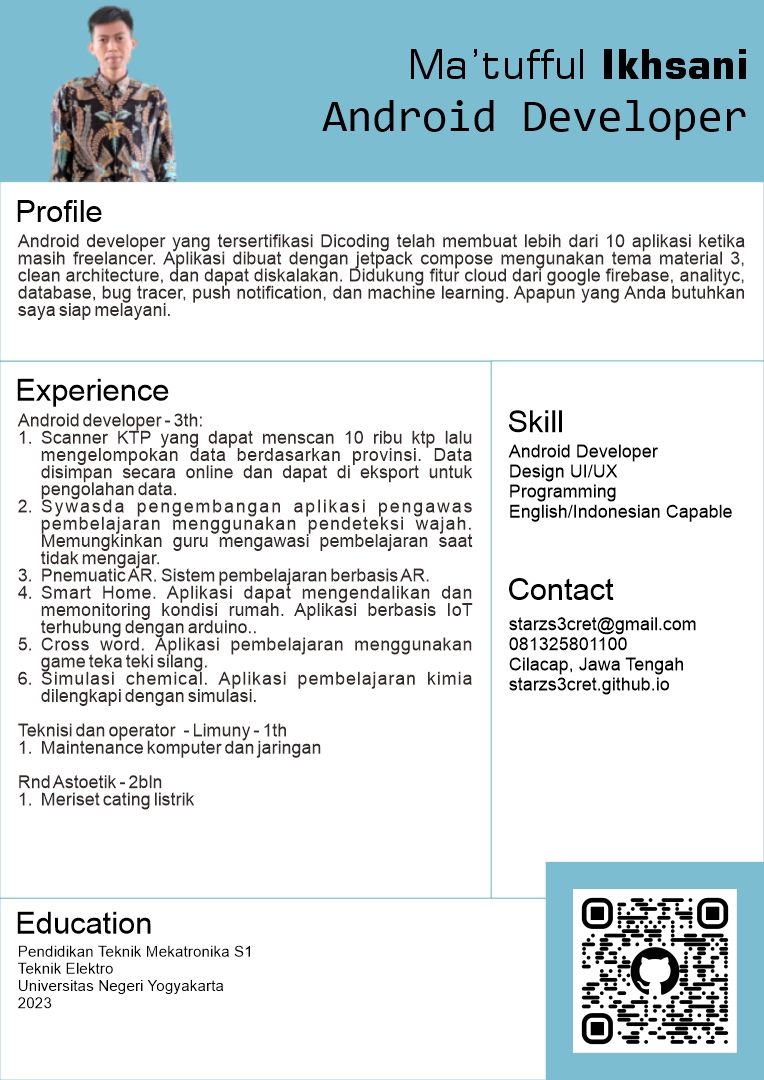 Ma'tufful Ikhsani
Android Developer
Profile
Android developer yang tersertifikasi Dicoding telah membuat lebih dari 10 aplikasi ketika
masih freelancer. Aplikasi dibuat dengan jetpack compose mengunakan tema material 3,
clean architecture, dan dapat diskalakan. Didukung fitur cloud dari google firebase, analityc,
database, bug tracer, push notification, dan machine learning. Apapun yang Anda butuhkan
saya siap melayani.
Experience
Android developer - 3th:
1. Scanner KTP yang dapat menscan 10 ribu ktp lalu
mengelompokan data berdasarkan provinsi. Data
disimpan secara online dan dapat di eksport untuk
pengolahan data.
2. Sywasda pengembangan aplikasi pengawas
pembelajaran menggunakan pendeteksi wajah.
Memungkinkan guru mengawasi pembelajaran saat
tidak mengajar.
3. Pnemuatic AR. Sistem pembelajaran berbasis AR.
4. Smart Home. Aplikasi dapat mengendalikan dan
memonitoring kondisi rumah. Aplikasi berbasis IoT
terhubung dengan arduino..
5. Cross word. Aplikasi pembelajaran menggunakan
game teka teki silang.
6. Simulasi chemical. Aplikasi pembelajaran kimia
dilengkapi dengan simulasi.
Teknisi dan operator - Limuny - 1th
1. Maintenance komputer dan jaringan
Rnd Astoetik - 2bln
1. Meriset cating listrik
Skill
Android Developer
Design UI/UX
Programming
English/Indonesian Capable
Contact
starzs3cret@gmail.com
081325801100
Cilacap, Jawa Tengah
starzs3cret.github.io
Education
Pendidikan Teknik Mekatronika S1
Teknik Elektro
Universitas Negeri Yogyakarta
2023